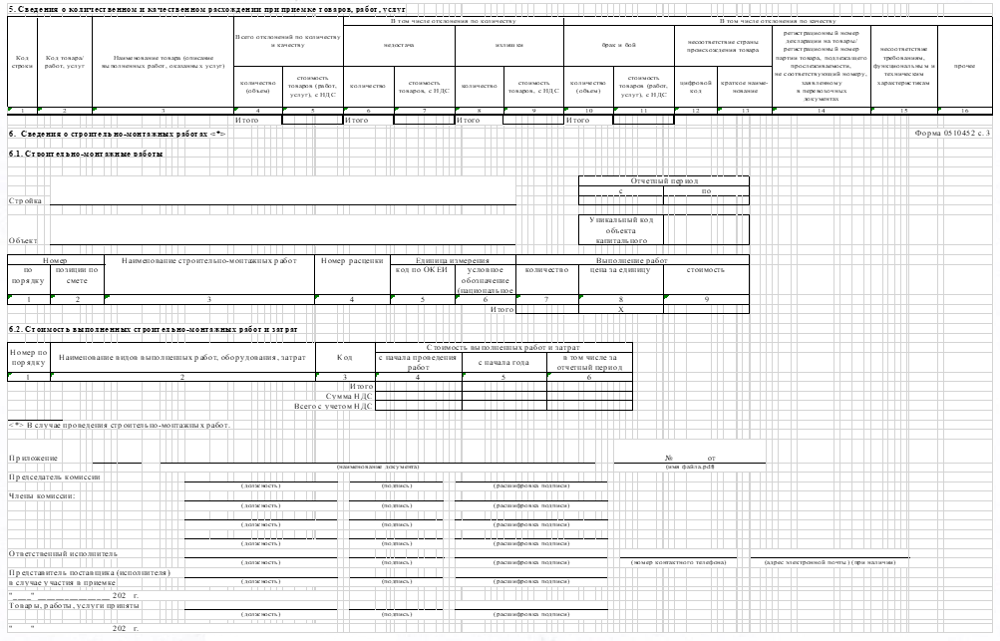 5. Сведения о количественном и качественном расхождении при приемке товаров, работ, услуг
Код строки
Код товара/ работ, услуг
Наименование товара (описание выполненных работ, оказанных услуг)
Всего отклонений по количеству и качеству
В том числе отклонения по количеству
В том числе отклонения по качеству
недостача
излишки
брак и бой
несоответствие страны происхождения товара
регистрационный номер декларации на товары/ регистрационный номер партии товара, подлежащего прослеживаемости, не соответствующий номеру, заявленному в перевозочных документах
несоответствие требованиям, функциональным и техническим характеристикам
прочее
количество (объем)
стоимость товаров (работ, услуг), с НДС
количество
стоимость товаров, с НДС
количество
стоимость товаров, с НДС
количество (объем)
стоимость товаров (работ, услуг), с НДС
цифровой код
краткое наименование
1 2 3 4 5 6 7 8 9 10 11 12 13 14 15 16
Итого Итого Итого Итого
6. Сведения о строительно-монтажных работах <*>
Форма 0510452 с. 3
6.1. Строительно-монтажные работы
Отчетный период
с по
Стройка
Уникальный код
объекта
капитального
Объект
Номер
Наименование строительно-монтажных работ
Номер расценки
Единица измерения
Выполнение работ
по порядку
позиции по смете
код по ОКЕИ
условное обозначение (национальное
количество
цена за единицу
стоимость
1 2 3 4 5 6 7 8 9
Итого X
6.2. Стоимость выполненных строительно-монтажных работ и затрат
Номер по порядку
Наименование видов выполненных работ, оборудования, затрат
Код
Стоимость выполненных работ и затрат
с начала проведения работ
с начала года
в том числе за отчетный период
1 2 3 4 5 6
Итого
Сумма НДС
Всего с учетом НДС
<*> В случае проведения строительно-монтажных работ.
Приложение № от
(наименование документа) (имя файла.pdf)
Председатель комиссии
(должность) (подпись) (расшифровка подписи)
Члены комиссии:
(должность) (подпись) (расшифровка подписи)
(должность) (подпись) (расшифровка подписи)
(должность) (подпись) (расшифровка подписи)
Ответственный исполнитель
(должность) (подпись) (расшифровка подписи) (номер контактного телефона) (адрес электронной почты) (при наличии)
Представитель поставщика (исполнителя)
в случае участия в приемке
(должность) (подпись) (расшифровка подписи)
"____" ________________ 202 г.
Товары, работы, услуги приняты
(должность) (подпись) (расшифровка подписи)
" " 202 г.